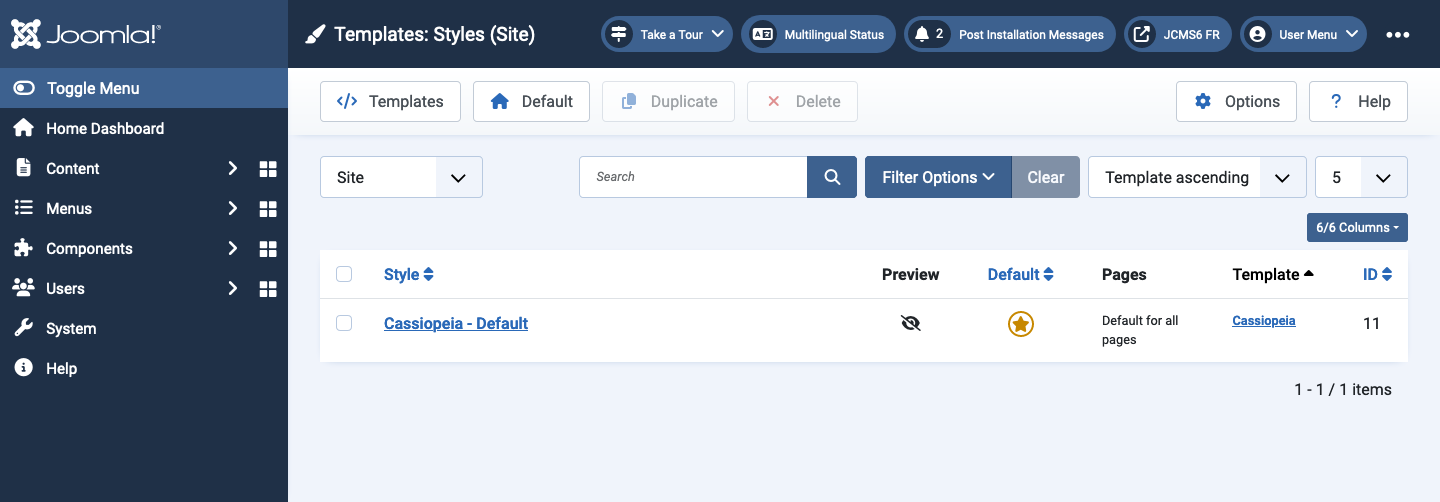 Joomla!®
Templates: Styles (Site)
Take a Tour
Multilingual Status
2 Post Installation Messages
JCMS6 FR
User Menu
Toggle Menu
Home Dashboard
Content
Menus
Components
Users
System
Help
Templates
Default
Duplicate
Delete
Options
? Help
Site
Search
Filter Options
Clear
Template ascending
5
6/6 Columns
Style Preview Default Pages Template ID
Cassiopeia - Default Default for all Cassiopeia 11
pages
1 - 1 / 1 items